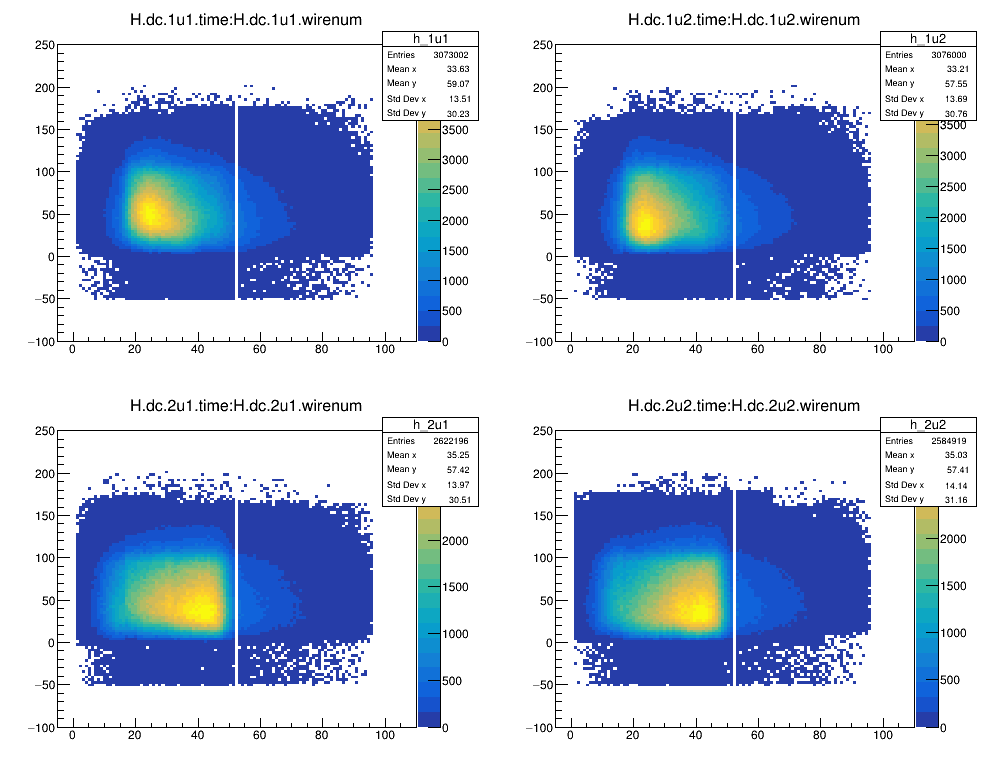 H.dc.1u1.time:H.dc.1u1.wirenum
h_1u1
Entries 3073002
Mean x 33.63
Mean y 59.07
Std Dev x 13.51
Std Dev y 30.23
250
200
150
100
50
0
−50
−100
0 20 40 60 80 100
3500
3000
2500
2000
1500
1000
500
0
H.dc.1u2.time:H.dc.1u2.wirenum
h_1u2
Entries 3076000
Mean x 33.21
Mean y 57.55
Std Dev x 13.69
Std Dev y 30.76
250
200
150
100
50
0
−50
−100
0 20 40 60 80 100
3500
3000
2500
2000
1500
1000
500
0
H.dc.2u1.time:H.dc.2u1.wirenum
h_2u1
Entries 2622196
Mean x 35.25
Mean y 57.42
Std Dev x 13.97
Std Dev y 30.51
250
200
150
100
50
0
−50
−100
0 20 40 60 80 100
2000
1500
1000
500
0
H.dc.2u2.time:H.dc.2u2.wirenum
h_2u2
Entries 2584919
Mean x 35.03
Mean y 57.41
Std Dev x 14.14
Std Dev y 31.16
250
200
150
100
50
0
−50
−100
0 20 40 60 80 100
2000
1500
1000
500
0